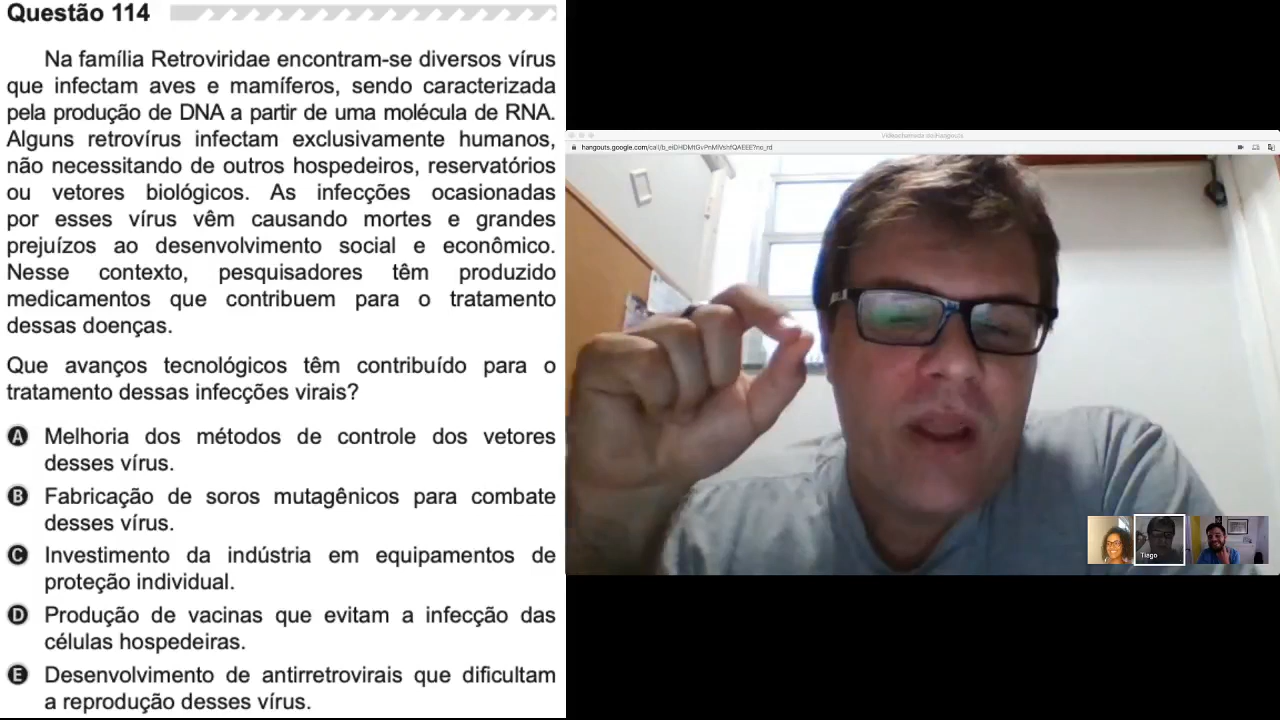 Questão 114
Na família Retroviridae encontram-se diversos vírus
que infectam aves e mamíferos, sendo caracterizada
pela produção de DNA a partir de uma molécula de RNA.
Alguns retrovírus infectam exclusivamente humanos,
não necessitando de outros hospedeiros, reservatórios
ou vetores biológicos. As infecções ocasionadas
por esses vírus vêm causando mortes e grandes
prejuízos ao desenvolvimento social e econômico.
Nesse contexto, pesquisadores têm produzido
medicamentos que contribuem para o tratamento
dessas doenças.
Que avanços tecnológicos têm contribuído para o
tratamento dessas infecções virais?
A Melhoria dos métodos de controle dos vetores
desses vírus.
B Fabricação de soros mutagênicos para combate
desses vírus.
C Investimento da indústria em equipamentos de
proteção individual.
D Produção de vacinas que evitam a infecção das
células hospedeiras.
E Desenvolvimento de antirretrovirais que dificultam
a reprodução desses vírus.
Videochamada do Hangouts
Tiago